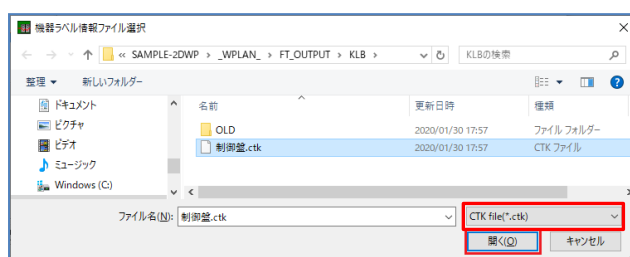 機器ラベル情報ファイル選択
« SAMPLE-2DWP > _WPLAN_ > FT_OUTPUT > KLB >
KLBの検索
整理 新しいフォルダー
ドキュメント
ピクチャ
ビデオ
ミュージック
Windows (C:)
名前 更新日時 種類
OLD 2020/01/30 17:57 ファイル フォルダー
制御盤.ctk 2020/01/30 17:57 CTK ファイル
ファイル名(N): 制御盤.ctk CTK file(*.ctk)
開く(O) キャンセル